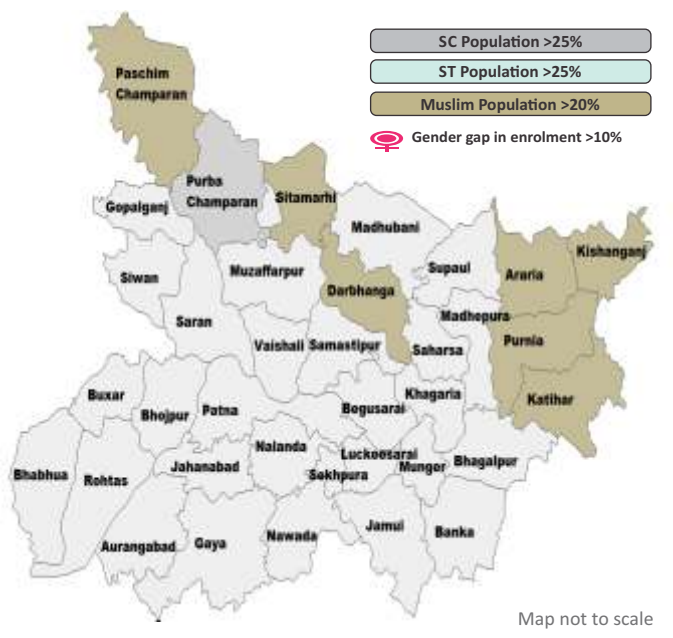 SC Population >25%
ST Population >25%
Muslim Population >20%
Gender gap in enrolment >10%
Paschim
Champaran
Purba
Champaran
Sitamarhi
Gopalganj
Madhubani
Kishanganj
Siwan
Muzaffarpur
Supaul
Araria
Darbhanga
Saran
Madhepura
Vaishali
Samastipur
Saharsa
Purnia
Buxar
Bhojpur
Patna
Begusarai
Khagaria
Katihar
Nalanda
Luckeesarai
Bhabhua
Rohtas
Jahanabad
Sekhpura
Munger
Bhagalpur
Aurangabad
Gaya
Nawada
Jamui
Banka
Map not to scale